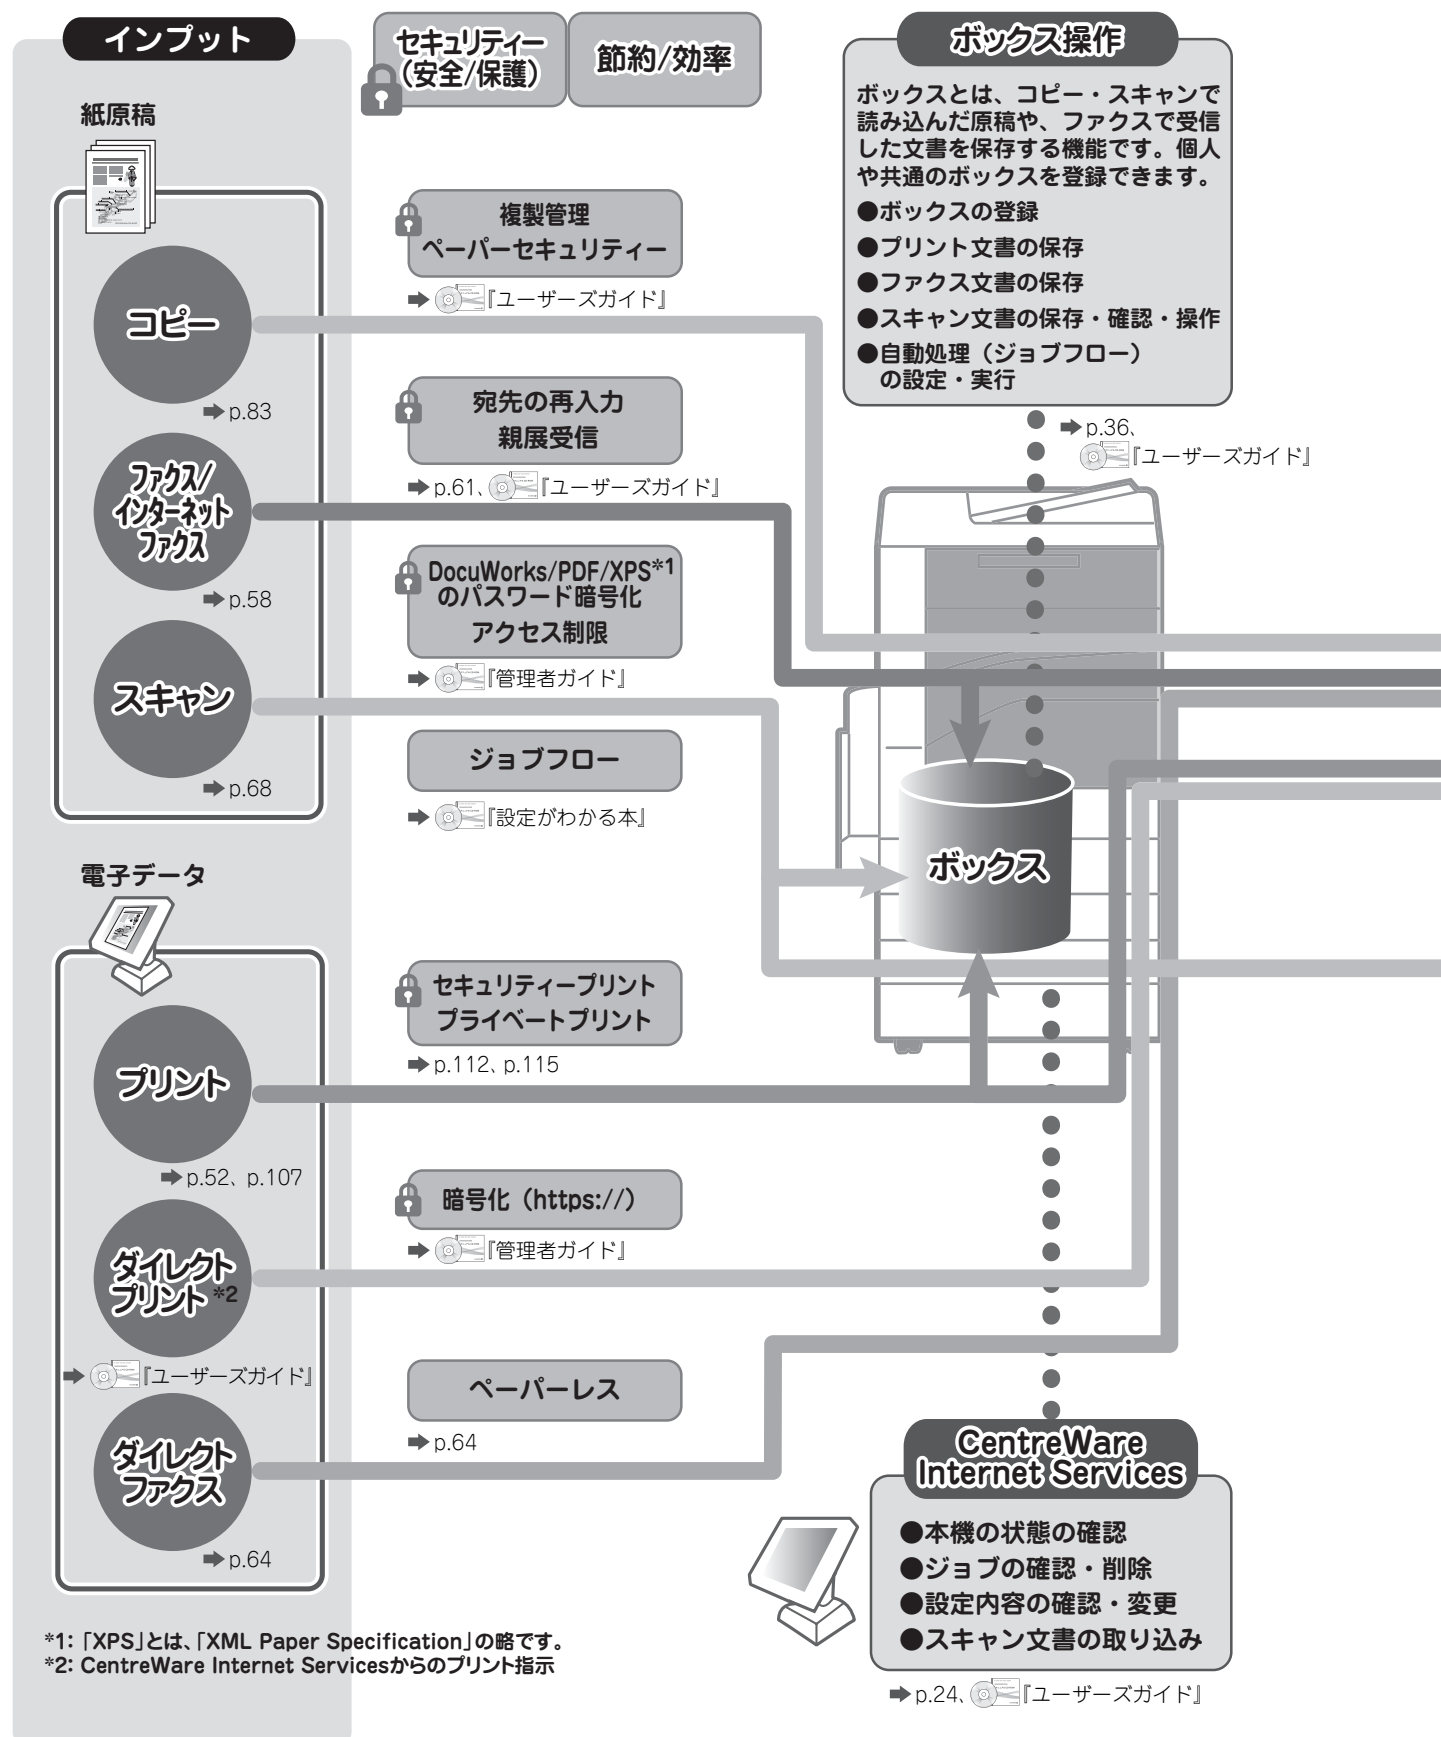 インプット
紙原稿
コピー
➡ p.83
ファクス/
インターネット
ファクス
➡ p.58
スキャン
➡ p.68
電子データ
プリント
➡ p.52、p.107
ダイレクト
プリント *2
➡『ユーザーズガイド』
ダイレクト
ファクス
➡ p.64
セキュリティー
（安全/保護）
節約/効率
複製管理
ペーパーセキュリティー
➡『ユーザーズガイド』
宛先の再入力
親展受信
➡ p.61、『ユーザーズガイド』
DocuWorks/PDF/XPS*1
のパスワード暗号化
アクセス制限
➡『管理者ガイド』
ジョブフロー
➡『設定がわかる本』
セキュリティープリント
プライベートプリント
➡ p.112、p.115
暗号化（https://）
➡『管理者ガイド』
ペーパーレス
➡ p.64
ボックス操作
ボックスとは、コピー・スキャンで
読み込んだ原稿や、ファクスで受信
した文書を保存する機能です。個人
や共通のボックスを登録できます。
●ボックスの登録
●プリント文書の保存
●ファクス文書の保存
●スキャン文書の保存・確認・操作
●自動処理（ジョブフロー）
の設定・実行
➡ p.36、
『ユーザーズガイド』
ボックス
CentreWare
Internet Services
●本機の状態の確認
●ジョブの確認・削除
●設定内容の確認・変更
●スキャン文書の取り込み
➡ p.24、『ユーザーズガイド』
*1：「XPS」とは、「XML Paper Specification」の略です。
*2： CentreWare Internet Servicesからのプリント指示